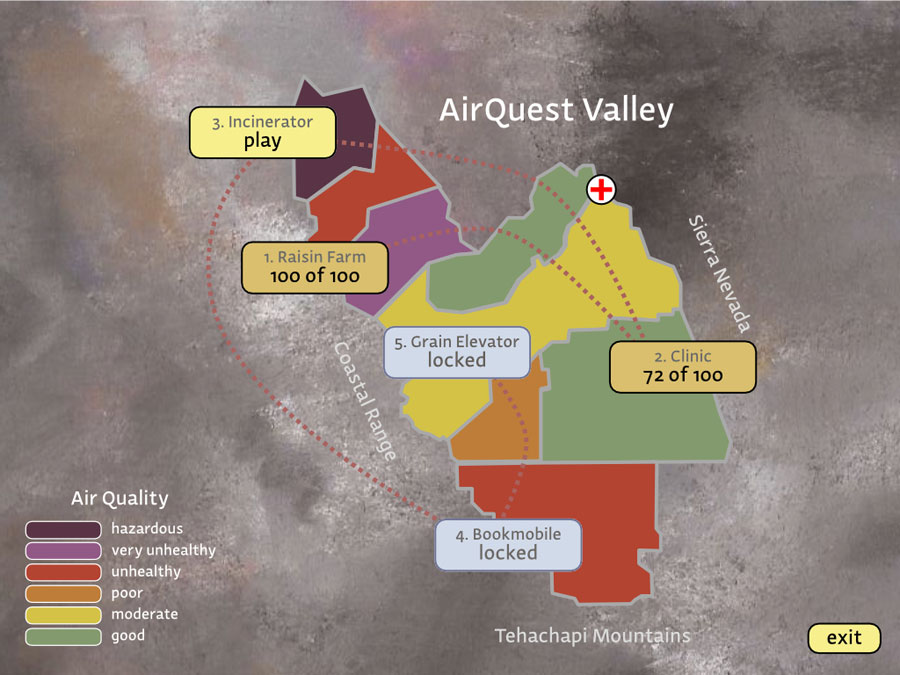 AirQuest Valley
3. Incinerator
play
Sierra Nevada
1. Raisin Farm
100 of 100
5. Grain Elevator
locked
2. Clinic
72 of 100
Coastal Range
4. Bookmobile
locked
Air Quality
hazardous
very unhealthy
unhealthy
poor
moderate
good
Tehachapi Mountains
exit